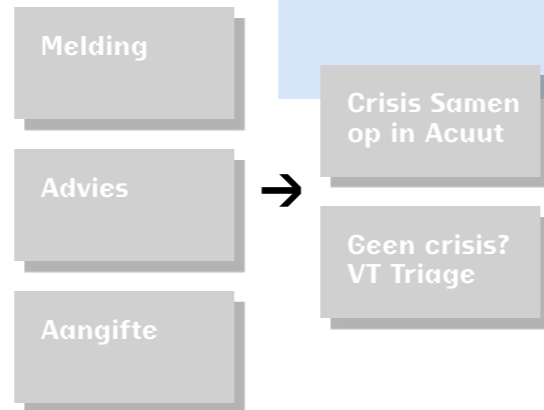 Melding
Advies
Aangifte
Crisis Samen
op in Acuut
Geen crisis?
VT Triage